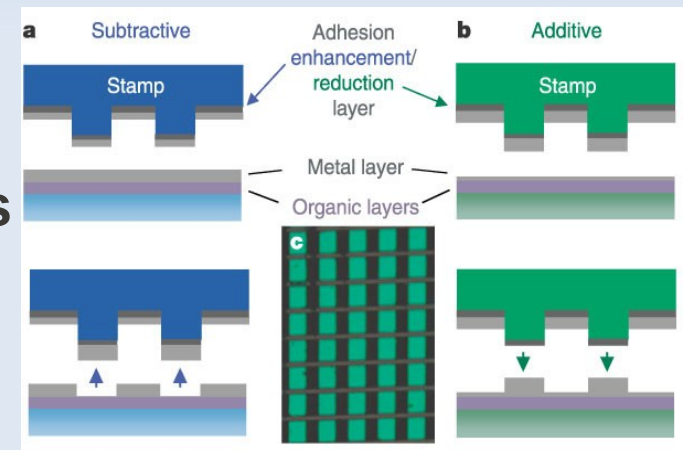 a Subtractive
Adhesion
enhancement/
reduction
layer
b Additive
Stamp
Stamp
Metal layer
Organic layers
s
c